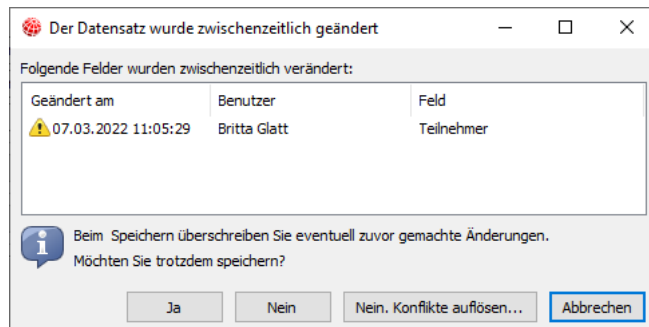 Der Datensatz wurde zwischenzeitlich geändert
Folgende Felder wurden zwischenzeitlich verändert:
Geändert am Benutzer Feld
07.03.2022 11:05:29 Britta Glatt Teilnehmer
Beim Speichern überschreiben Sie eventuell zuvor gemachte Änderungen.
Möchten Sie trotzdem speichern?
Ja Nein Nein. Konflikte auflösen... Abbrechen